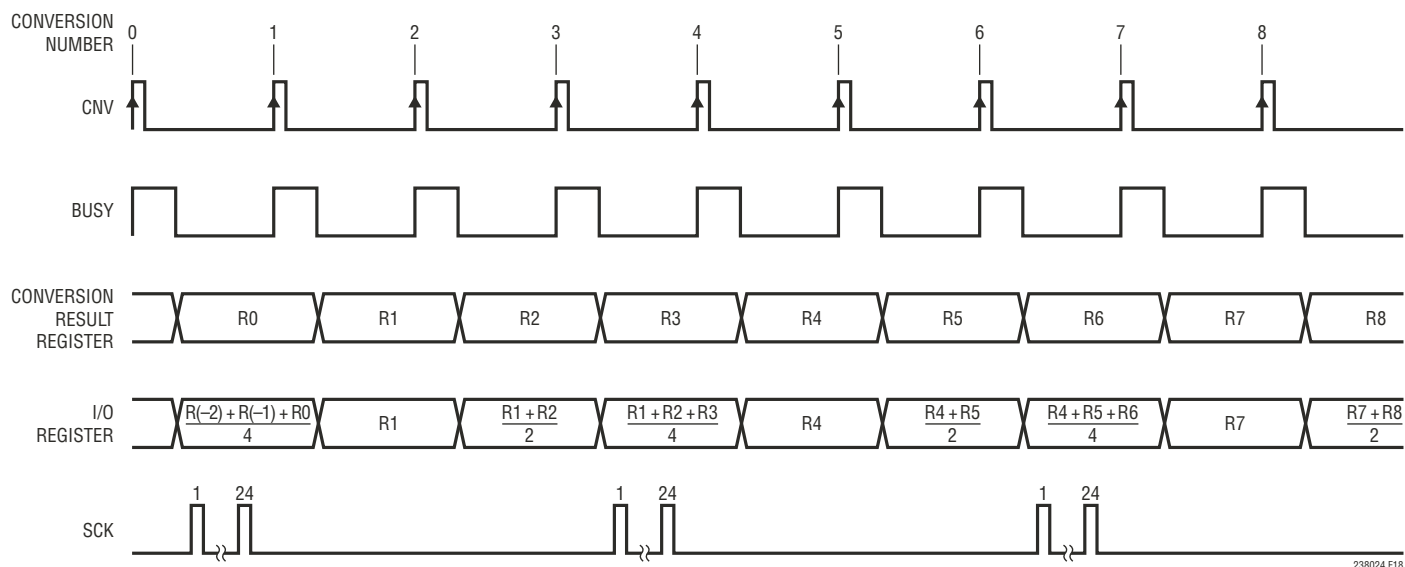 CONVERSION
NUMBER
0 1 2 3 4 5 6 7 8
CNV
BUSY
CONVERSION
RESULT
REGISTER
R0 R1 R2 R3 R4 R5 R6 R7 R8
I/O
REGISTER
R(–2) + R(–1) + R0
4
R1
R1 + R2
2
R1 + R2 + R3
4
R4
R4 + R5
2
R4 + R5 + R6
4
R7
R7 + R8
2
SCK
1 24 1 24 1 24
238024 F18